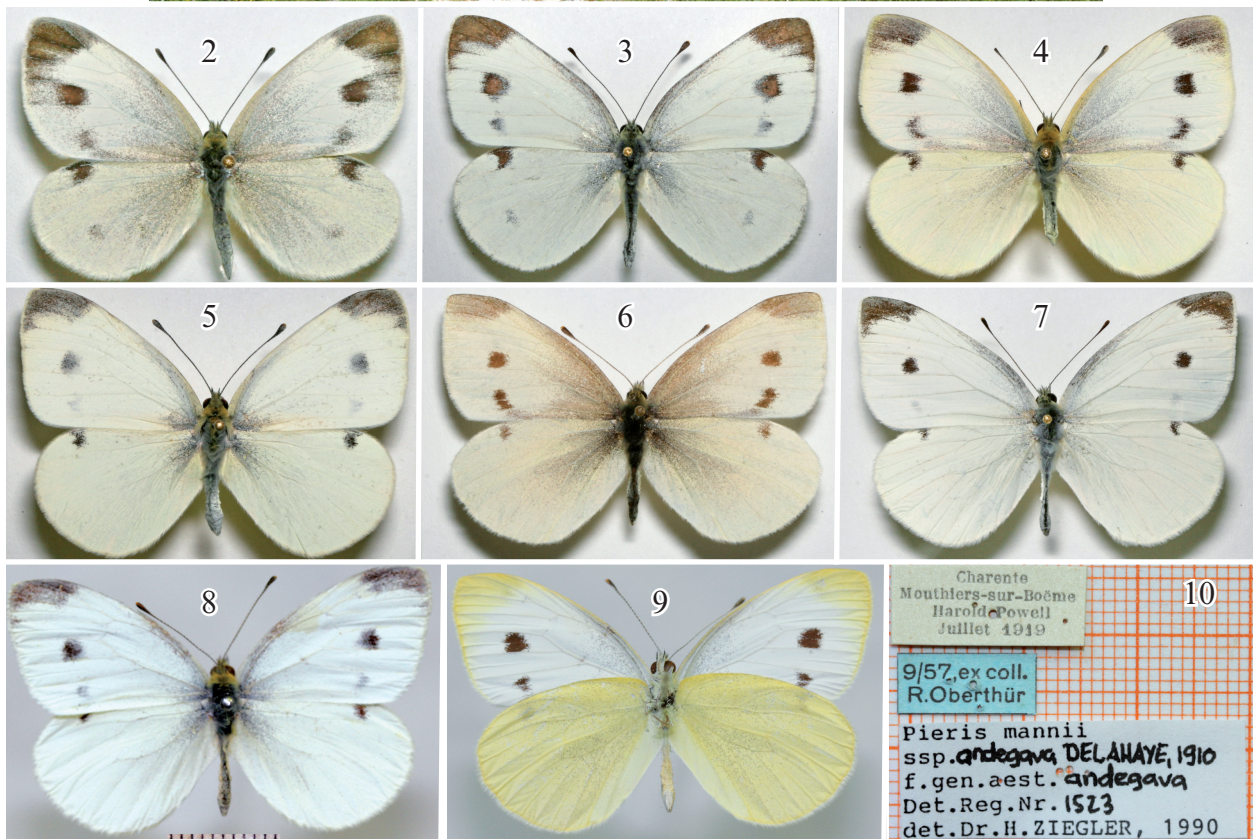 2
3
4
5
6
7
8
9
10
Charente
Mouthiers-sur-Boëme
Harold Powell
Juillet 1919
9/57, ex coll.
R.Oberthür
Pieris mannii
ssp. andegava DELAHAYE, 1910
f.gen.aest. andegava
Det.Reg.Nr. 1523
det.Dr.H.ZIEGLER, 1990